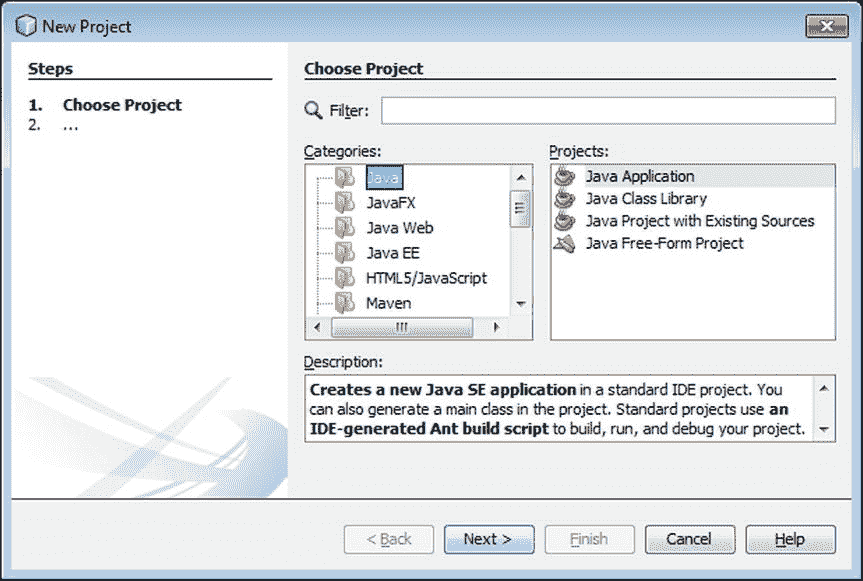 New Project
Steps
1. Choose Project
2. ...
Choose Project
Filter:
Categories:
Java
JavaFX
Java Web
Java EE
HTML5/JavaScript
Maven
Projects:
Java Application
Java Class Library
Java Project with Existing Sources
Java Free-Form Project
Description:
Creates a new Java SE application in a standard IDE project. You
can also generate a main class in the project. Standard projects use an
IDE-generated Ant build script to build, run, and debug your project.
< Back
Next >
Finish
Cancel
Help